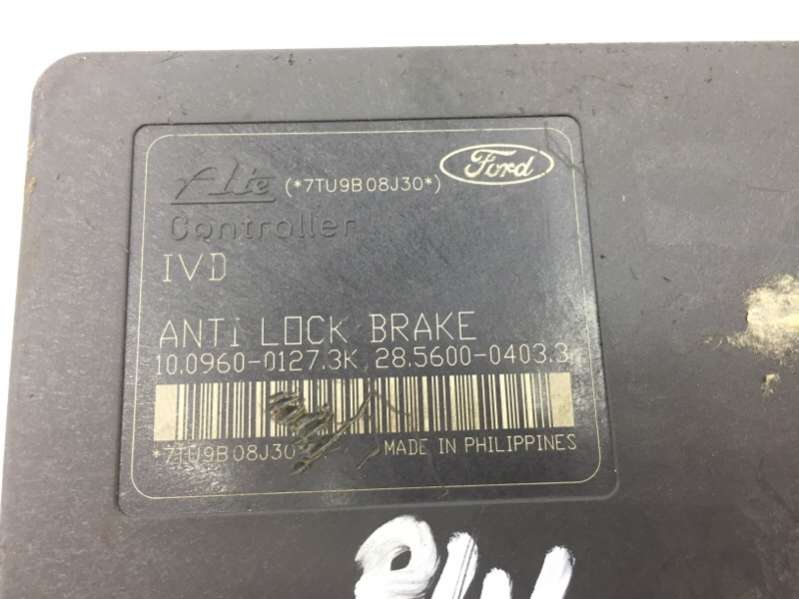 Ate (*7TU9B08J30*) Ford
Controller
IVD
ANTI LOCK BRAKE
10.0960-0127.3K 28.5600-0403.3
*7TU9B08J30* MADE IN PHILIPPINES